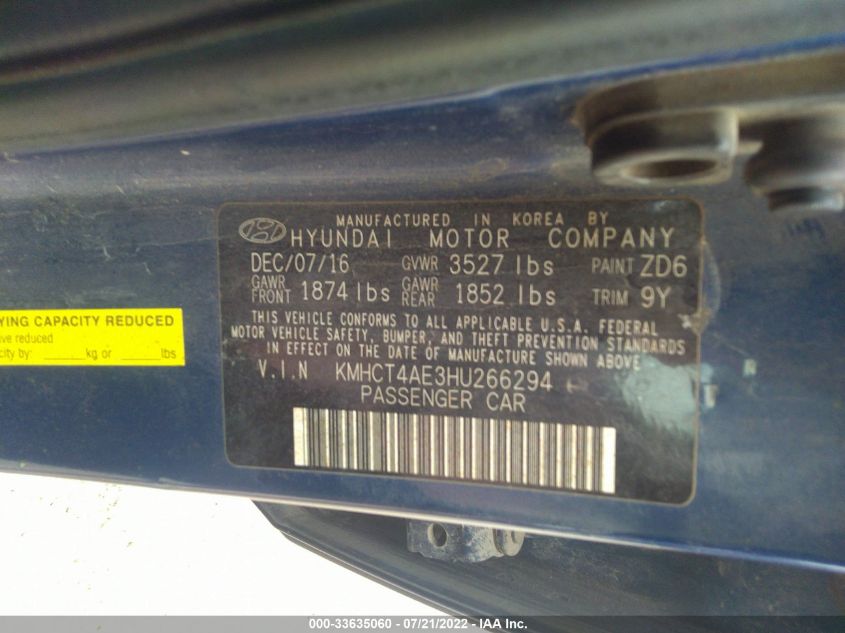 MANUFACTURED IN KOREA BY
HYUNDAI MOTOR COMPANY
DEC/07/16 GVWR 3527 lbs PAINT ZD6
GAWR FRONT 1874 lbs GAWR REAR 1852 lbs TRIM 9Y
THIS VEHICLE CONFORMS TO ALL APPLICABLE U.S.A. FEDERAL
MOTOR VEHICLE SAFETY, BUMPER, AND THEFT PREVENTION STANDARDS
IN EFFECT ON THE DATE OF MANUFACTURE SHOWN ABOVE.
V.I.N KMHCT4AE3HU266294
PASSENGER CAR
YING CAPACITY REDUCED
ive reduced
city by: ______ kg or ______ lbs
000-33635060 - 07/21/2022 - IAA Inc.